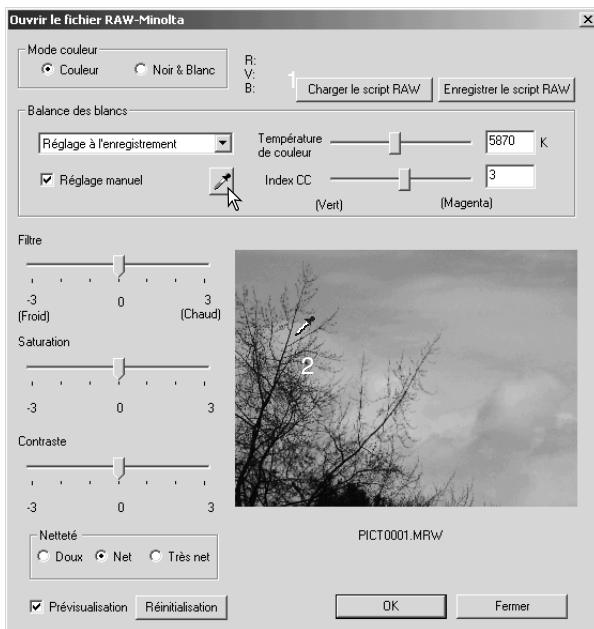 Ouvrir le fichier RAW-Minolta
Mode couleur
Couleur Noir & Blanc
R:
V:
B:
1
Charger le script RAW Enregistrer le script RAW
Balance des blancs
Réglage à l'enregistrement
Température de couleur 5870 K
Réglage manuel
Index CC 3
(Vert) (Magenta)
Filtre
-3 0 3
(Froid) (Chaud)
Saturation
-3 0 3
Contraste
-3 0 3
2
PICT0001.MRW
Netteté
Doux Net Très net
Prévisualisation Réinitialisation OK Fermer